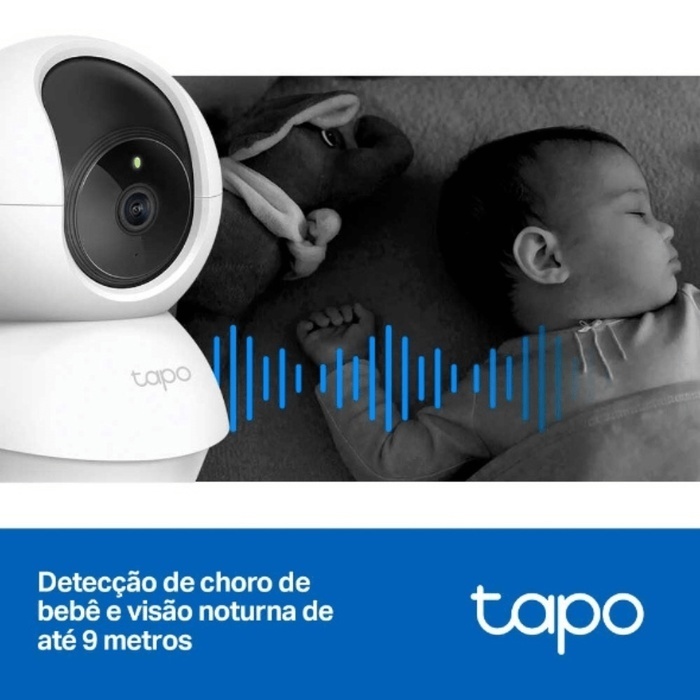 tapo
Detecção de choro de
bebê e visão noturna de
até 9 metros
tapo